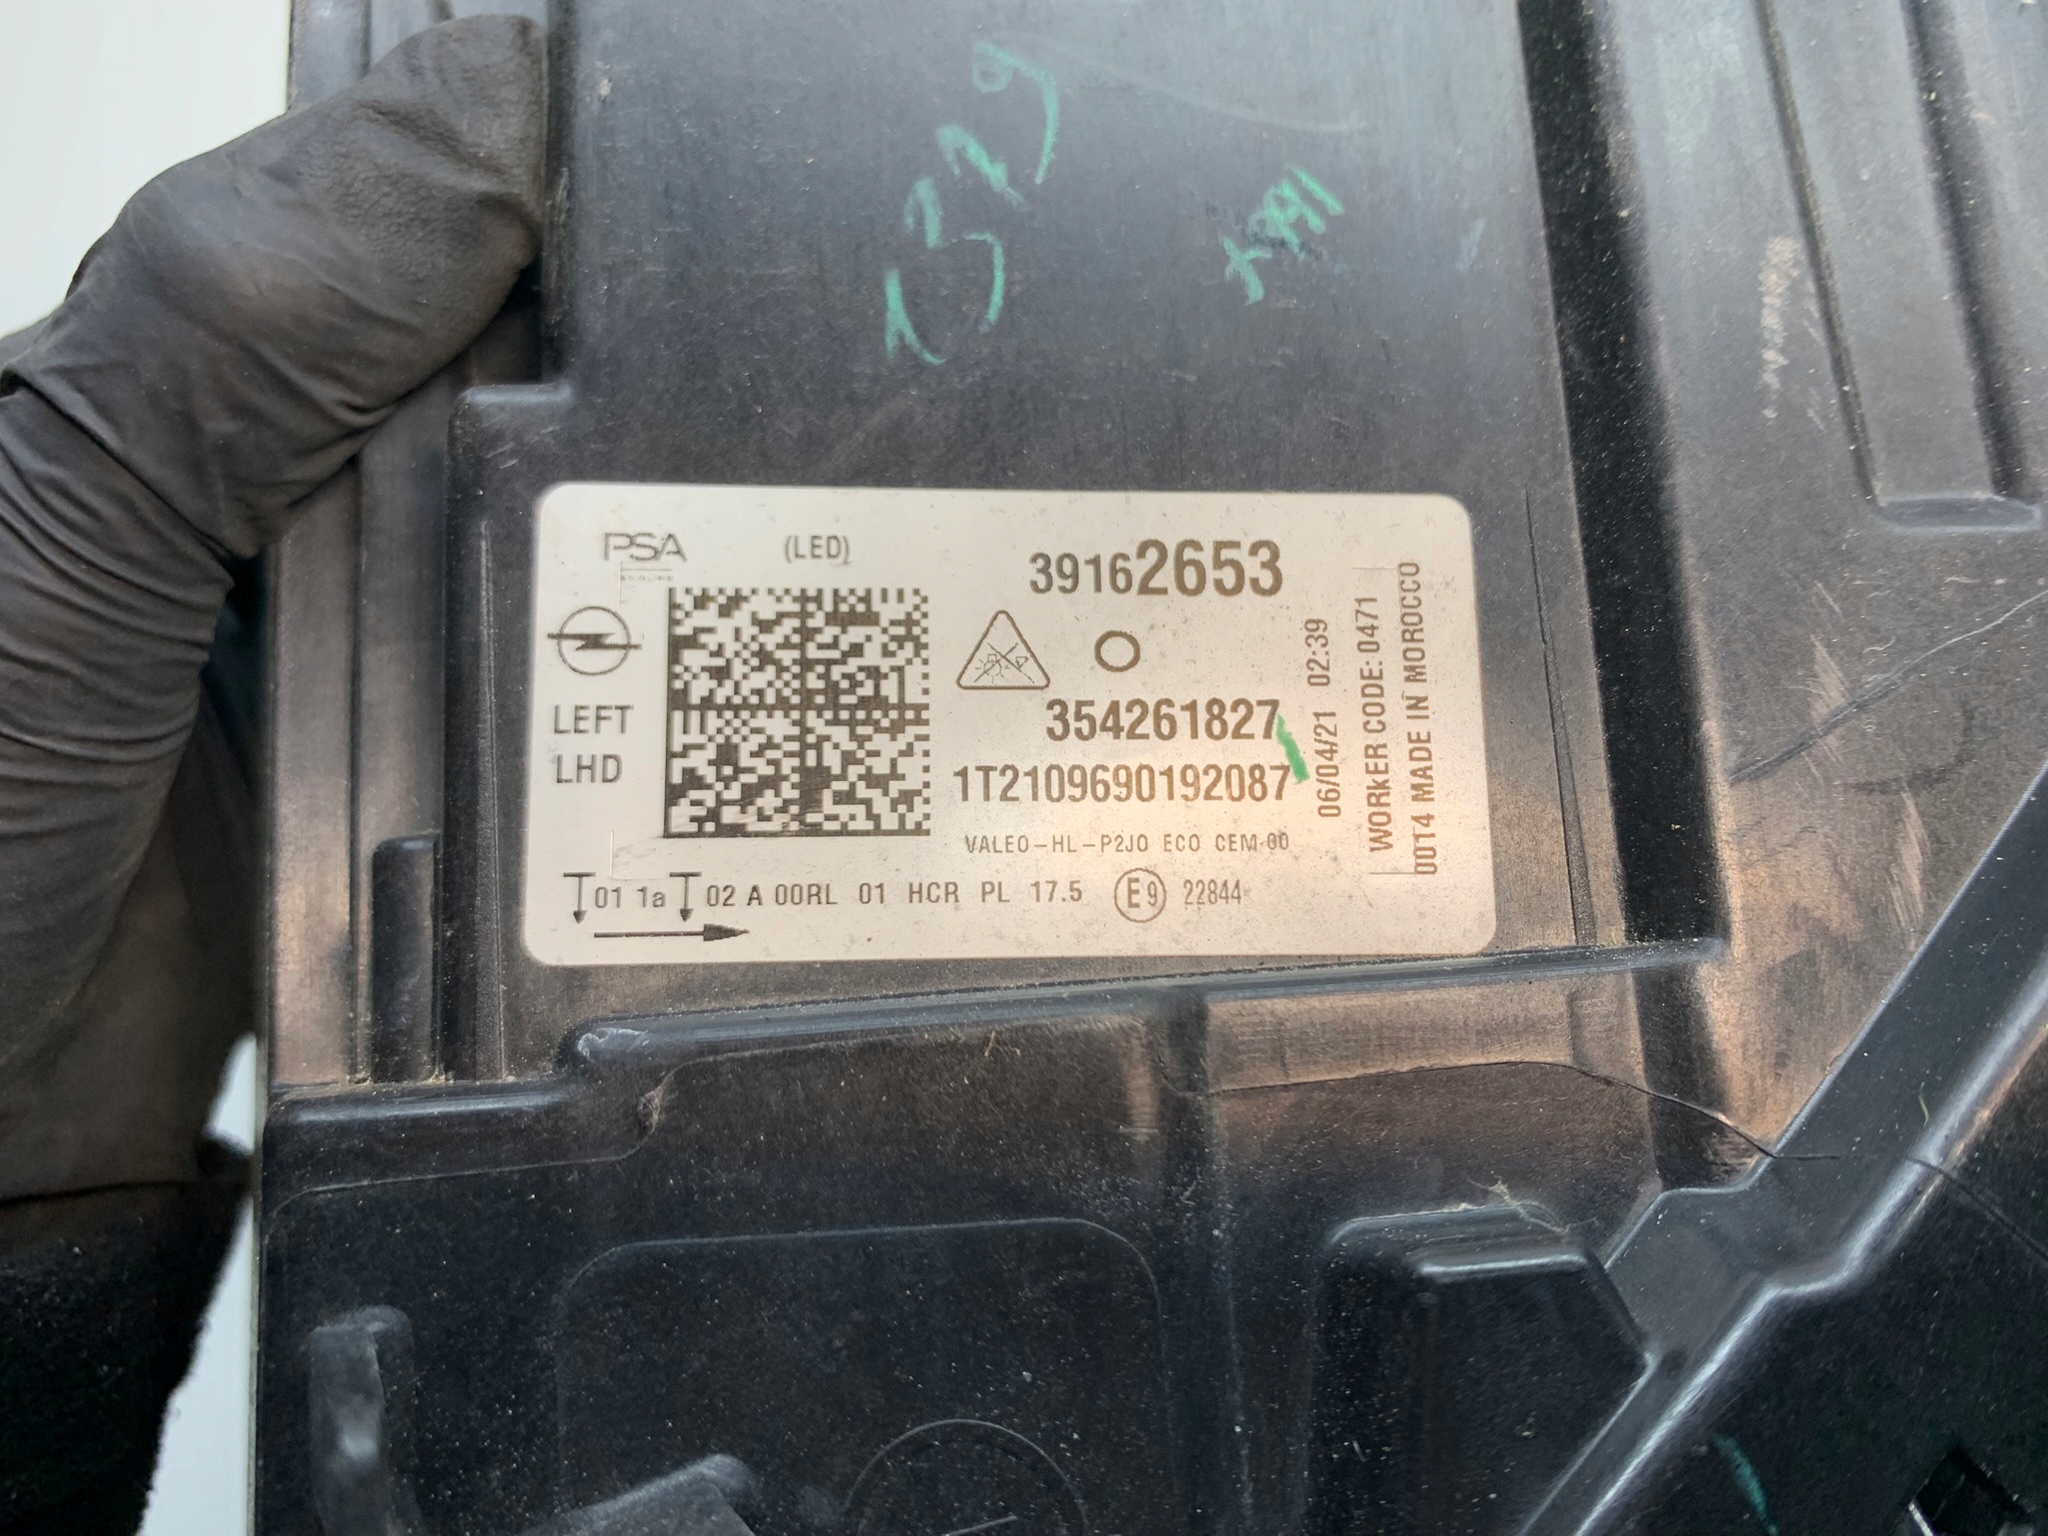 1379
PSA
(LED)
39162653
LEFT
LHD
354261827
1T2109690192087
VALEO-HL-P2JO ECO CEM-00
01 1a 02 A 00RL 01 HCR PL 17.5 E9 22844
06/04/21 02:39
WORKER CODE: 0471
0014 MADE IN MOROCCO